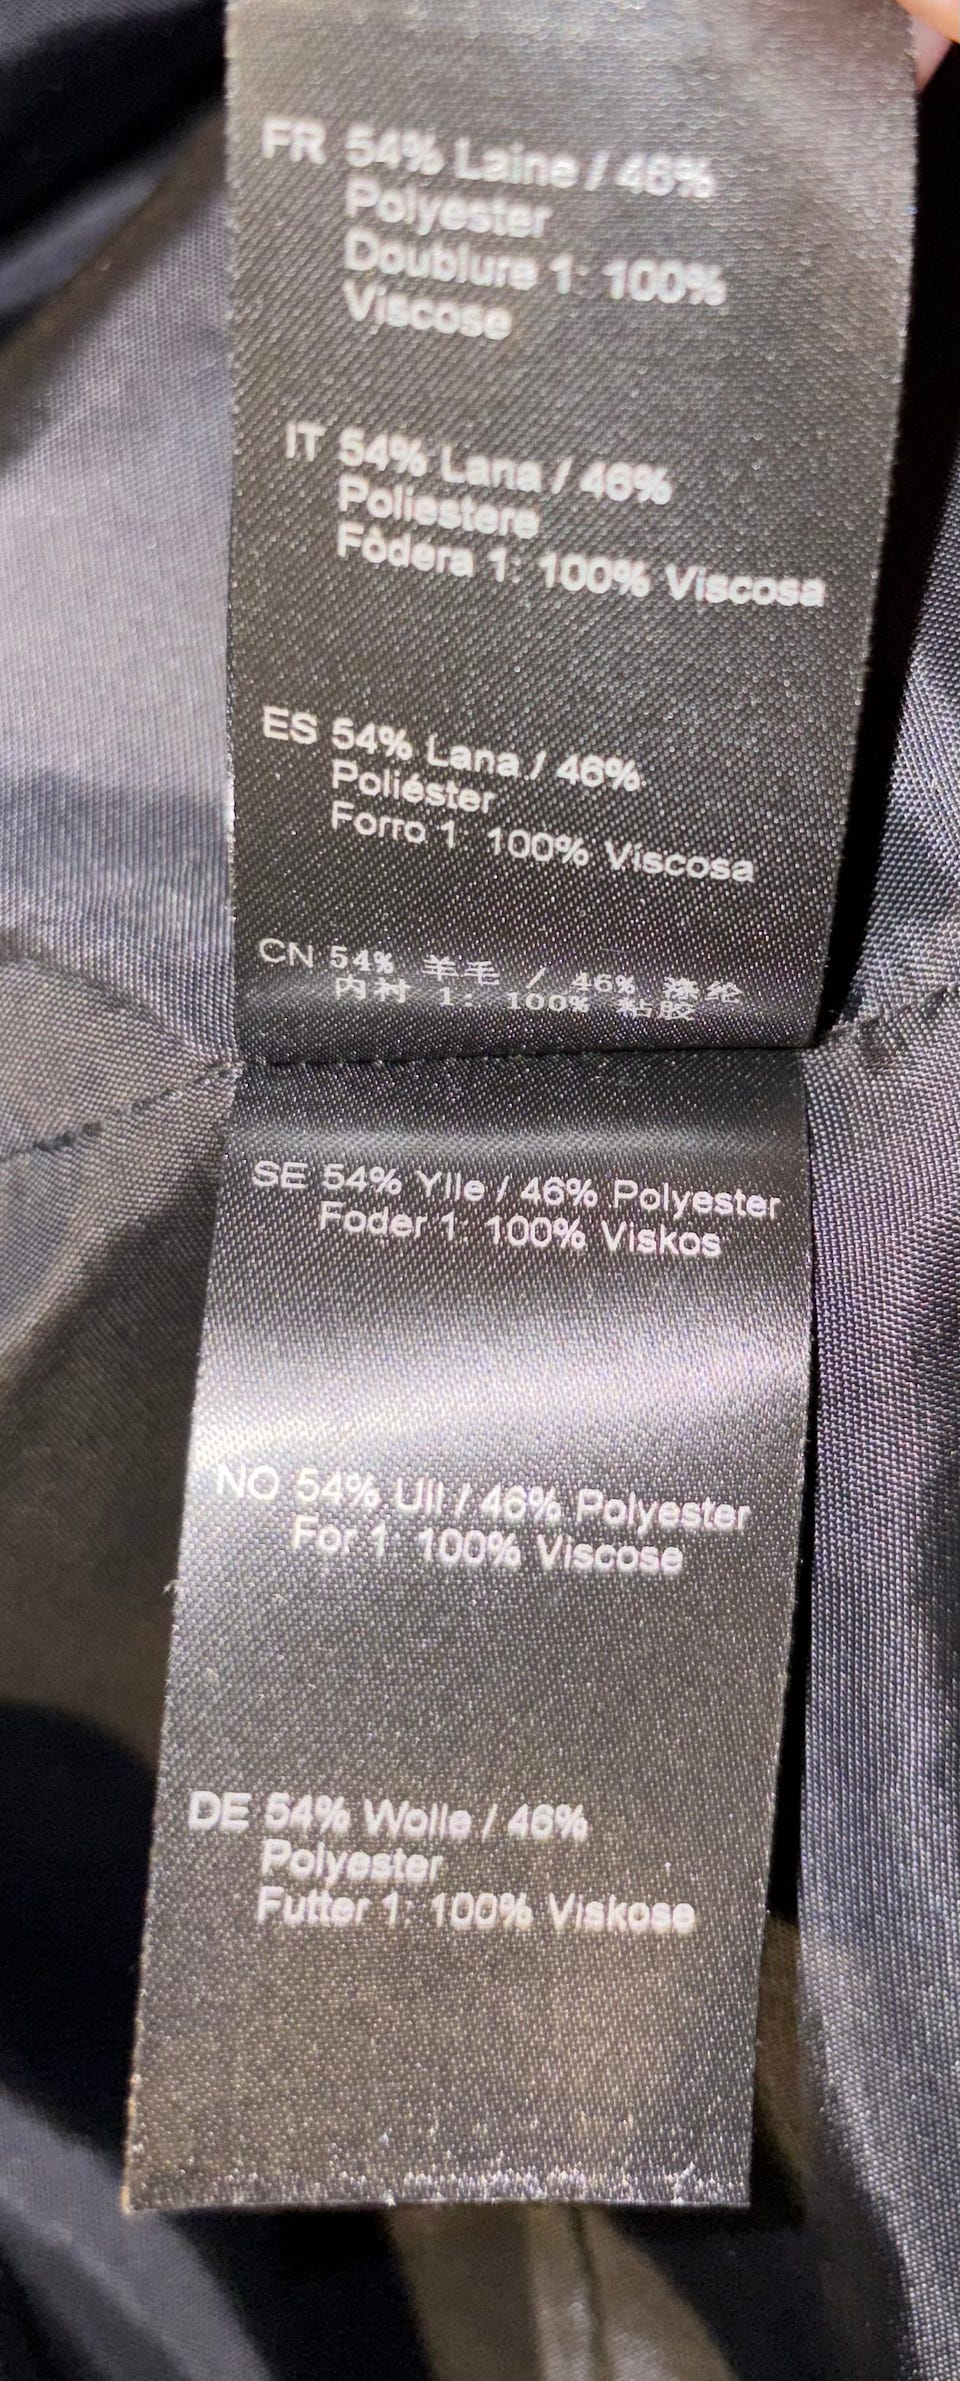 FR 54% Laine / 46%
Polyester
Doublure 1: 100%
Viscose
IT 54% Lana / 46%
Poliestere
Fòdera 1: 100% Viscosa
ES 54% Lana / 46%
Poliéster
Forro 1: 100% Viscosa
CN 54% 羊毛 / 46% 涤纶
内衬 1: 100% 粘胶
SE 54% Ylle / 46% Polyester
Foder 1: 100% Viskos
NO 54% Ull / 46% Polyester
For 1: 100% Viscose
DE 54% Wolle / 46%
Polyester
Futter 1: 100% Viskose